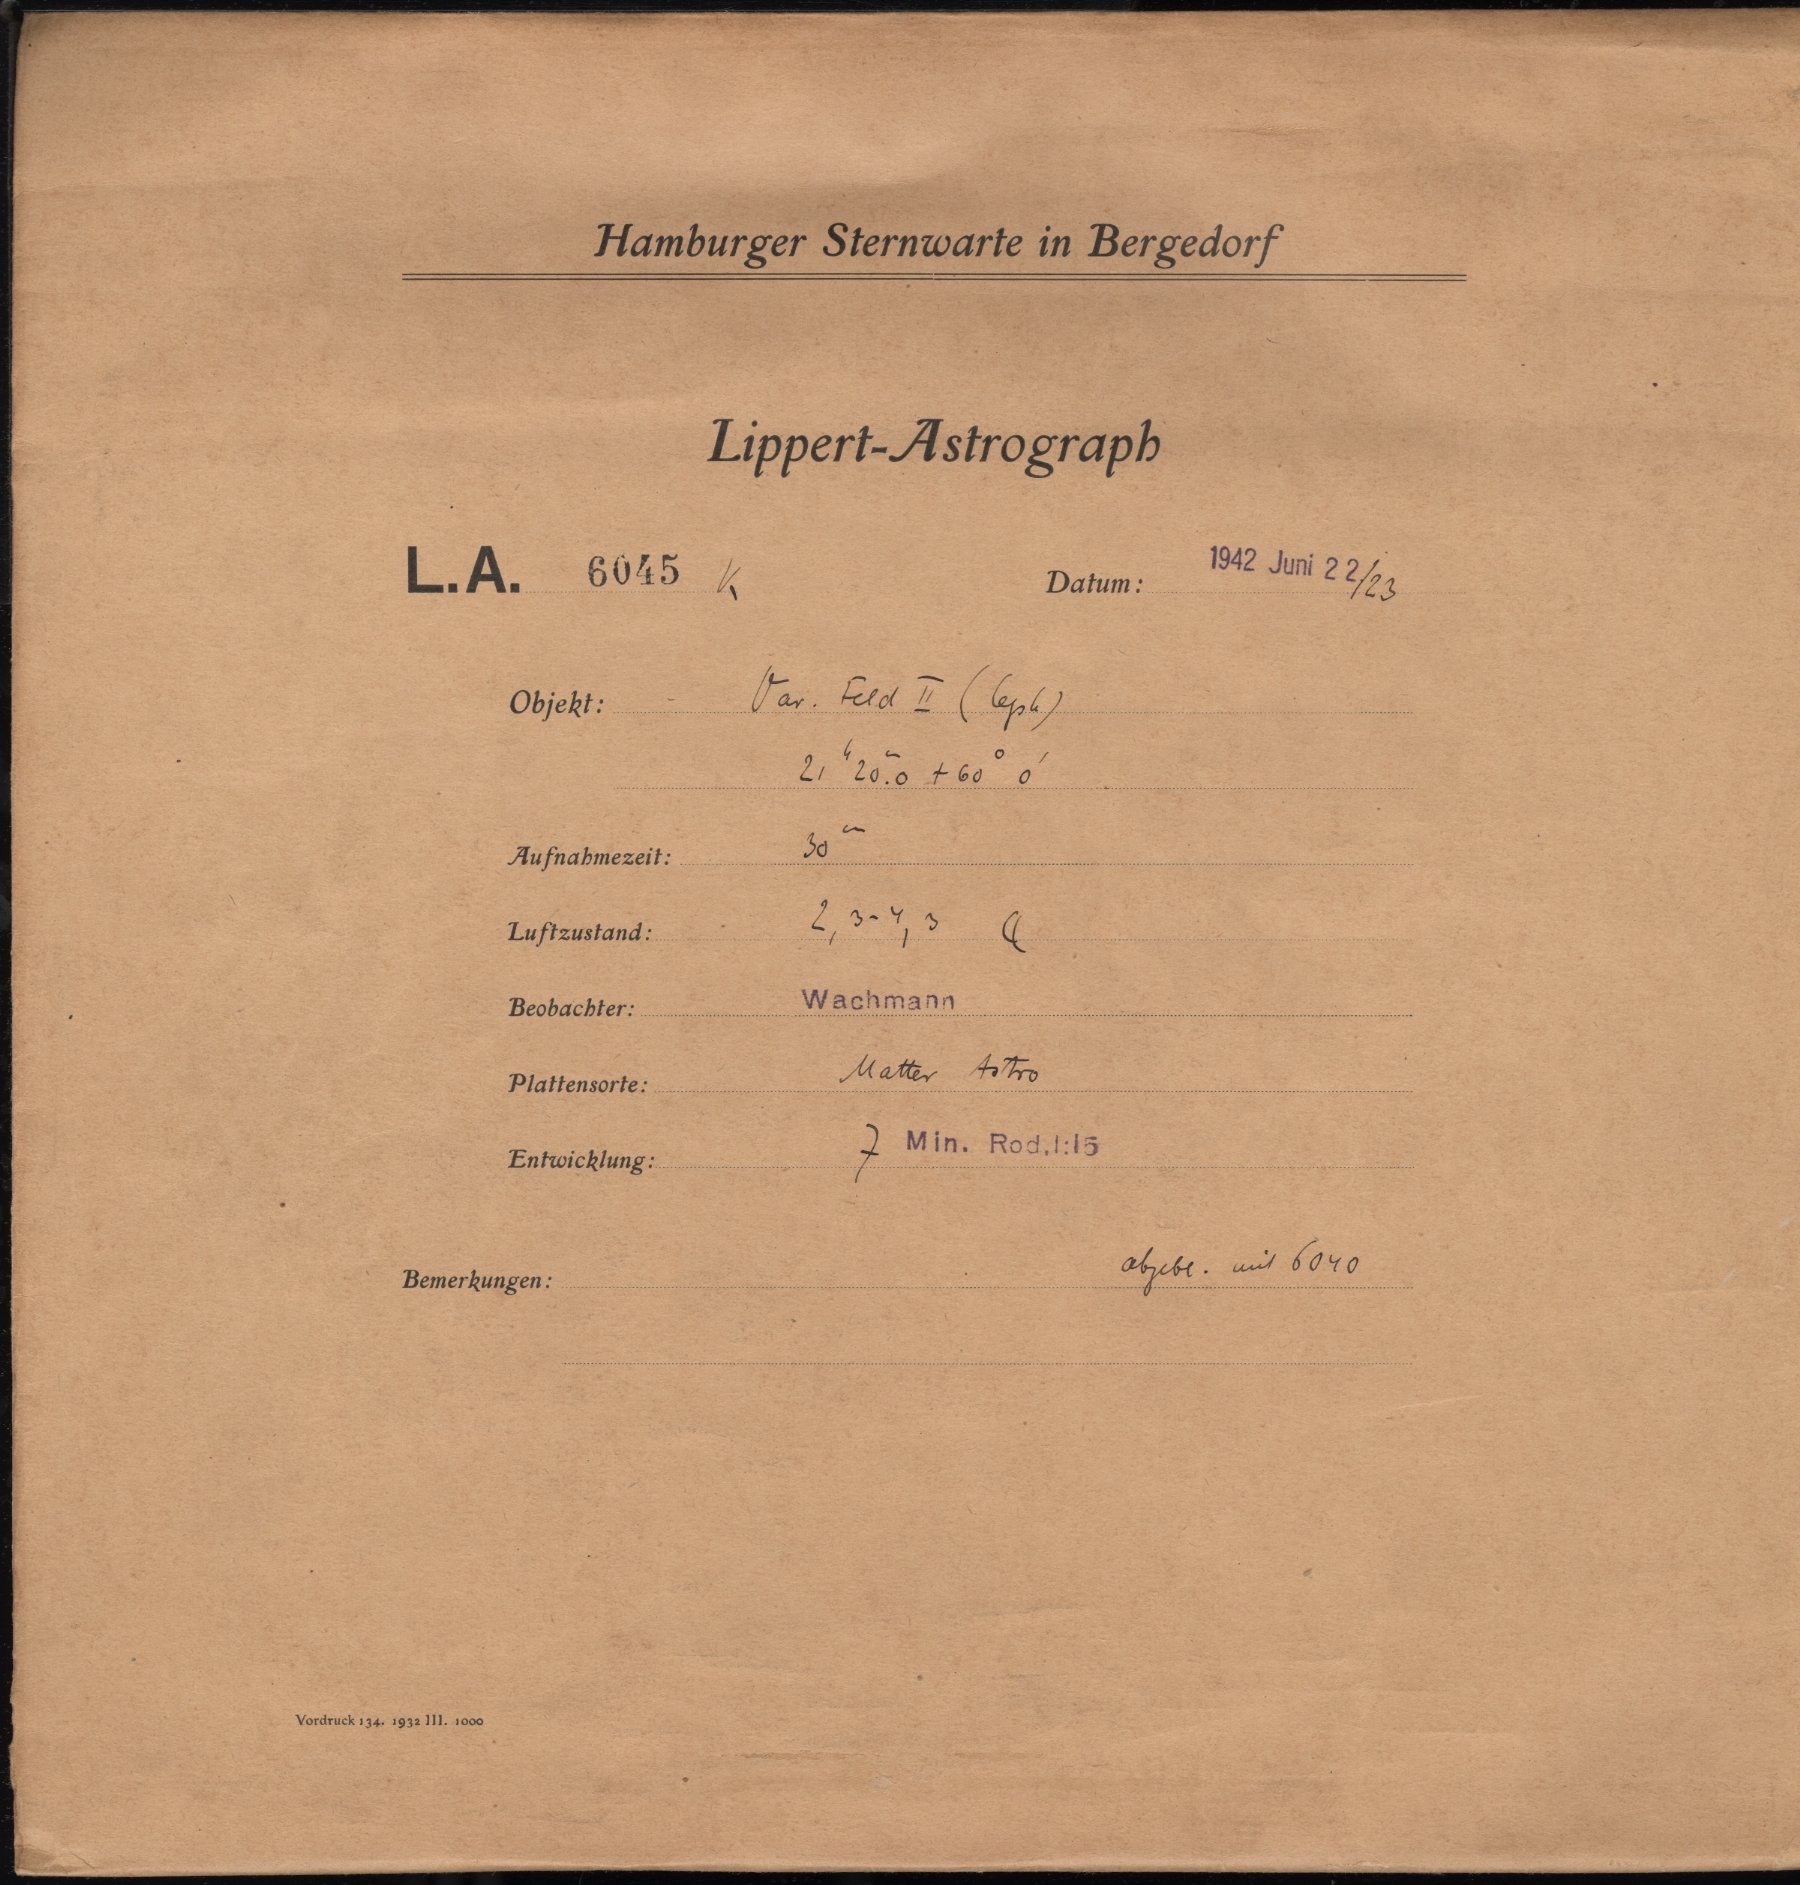 Hamburger Sternwarte in Bergedorf
Lippert-Astrograph
L.A. 6045 K
Datum: 1942 Juni 22/23
Objekt: Var. Feld II (Ceph)
21ʰ 20ᵐ.0 + 60° 0′
Aufnahmezeit: 30ᵐ
Luftzustand: 2,3-4,3 ☾
Beobachter: Wachmann
Plattensorte: Matter Astro
Entwicklung: 7 Min. Rod.1:15
Bemerkungen: mit 6040
Vordruck 134. 1932 III. 1000